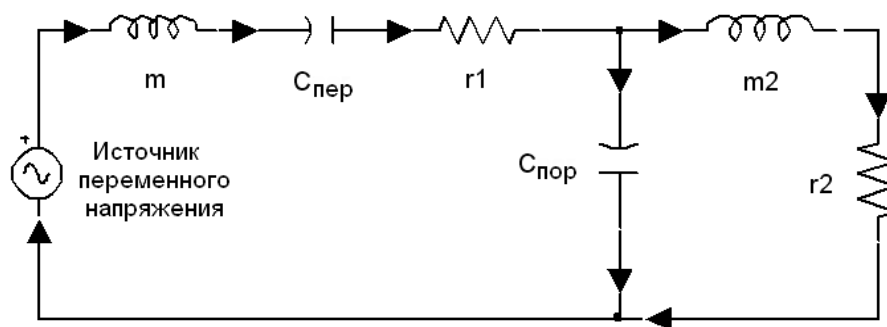 m
Cпер
r1
m2
+
Источник
переменного
напряжения
Cпор
r2